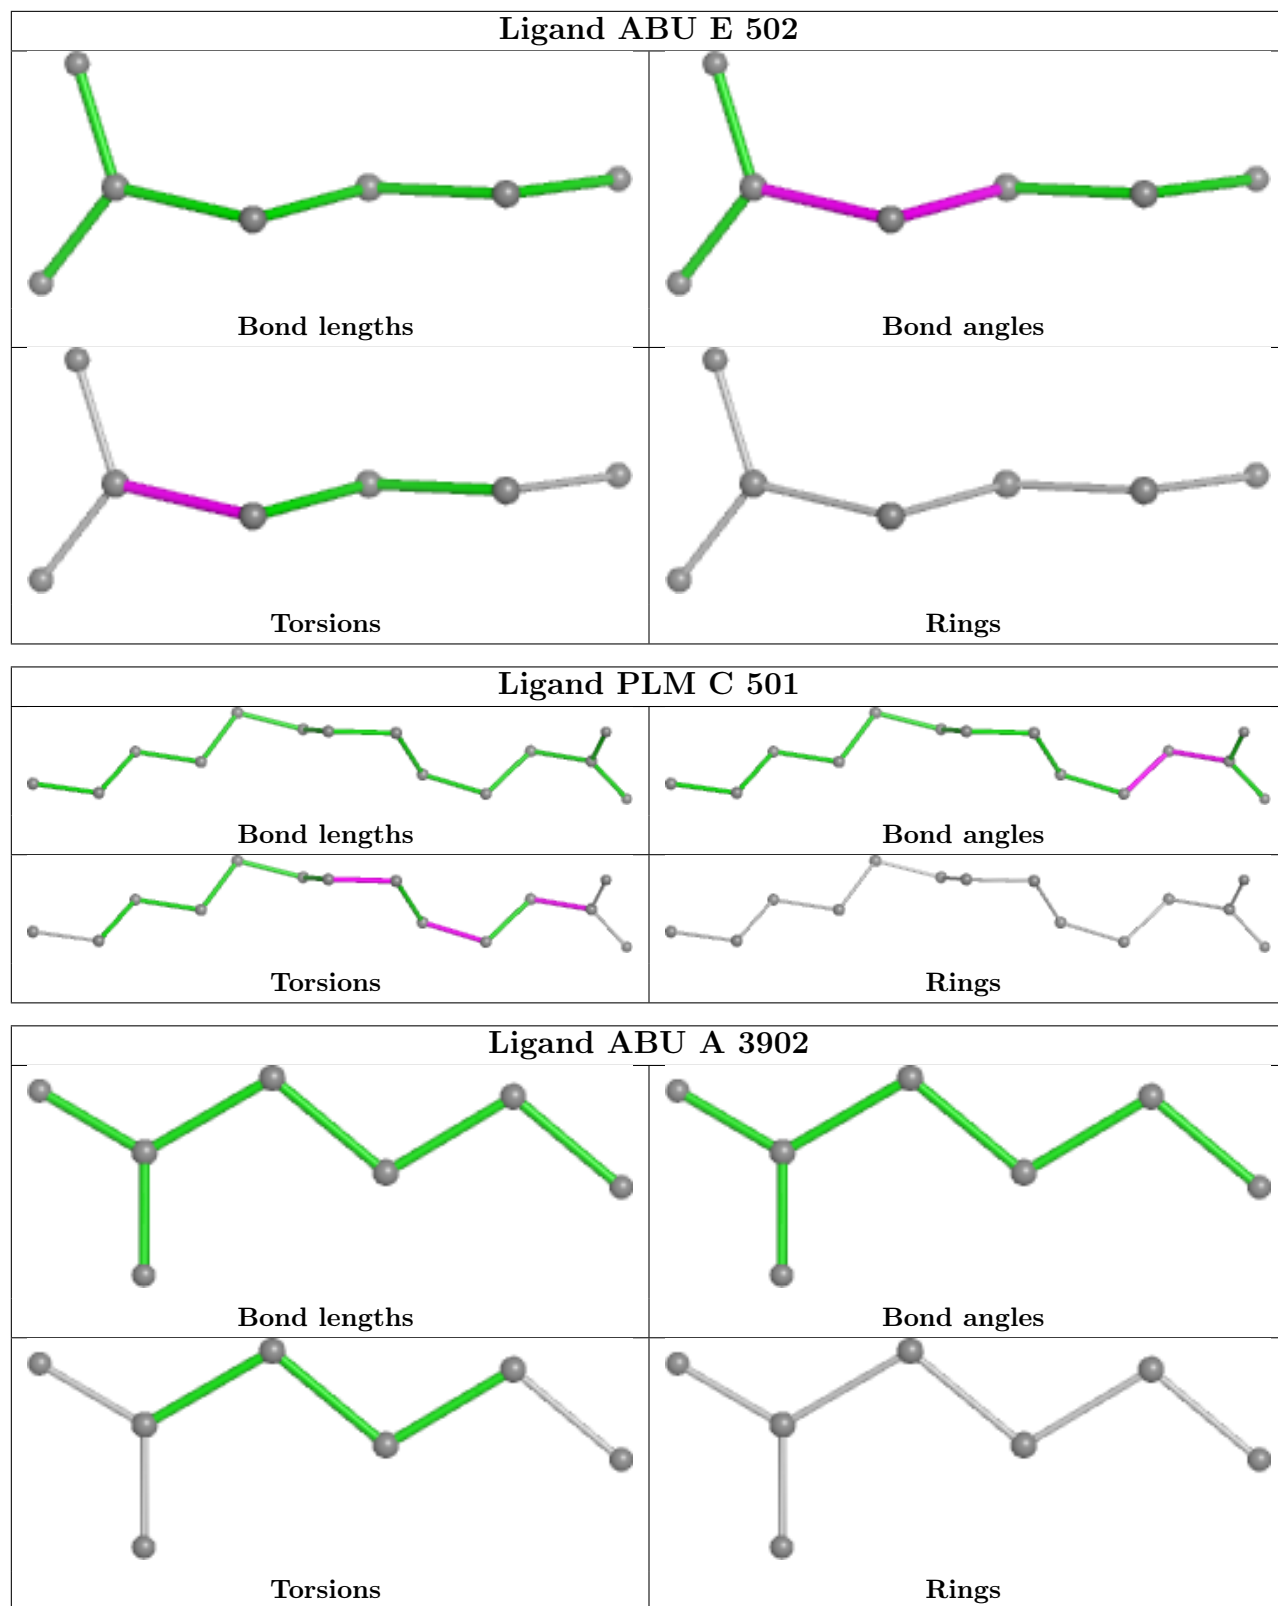 Ligand ABU E 502
Bond lengths
Bond angles
Torsions
Rings
Ligand PLM C 501
Bond lengths
Bond angles
Torsions
Rings
Ligand ABU A 3902
Bond lengths
Bond angles
Torsions
Rings